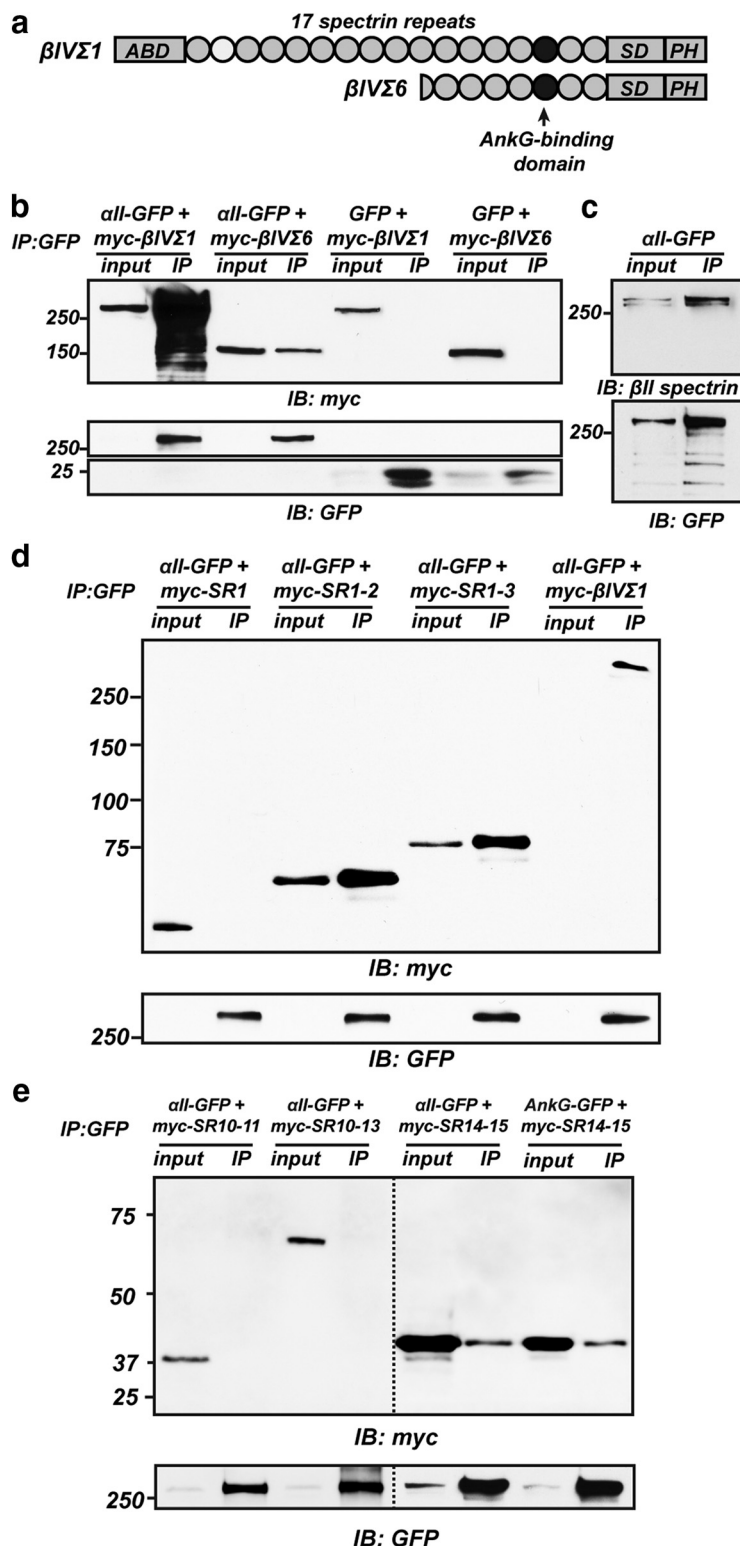 a
17 spectrin repeats
βIVΣ1 ABD SD PH
βIVΣ6 SD PH
AnkG-binding
domain
b
αII-GFP + αII-GFP + GFP + GFP +
IP:GFP myc-βIVΣ1 myc-βIVΣ6 myc-βIVΣ1 myc-βIVΣ6
input IP input IP input IP input IP
250
150
IB: myc
250
25
IB: GFP
c
αII-GFP
input IP
250
IB: βII spectrin
250
IB: GFP
d
αII-GFP + αII-GFP + αII-GFP + αII-GFP +
IP:GFP myc-SR1 myc-SR1-2 myc-SR1-3 myc-βIVΣ1
input IP input IP input IP input IP
250
150
100
75
IB: myc
250
IB: GFP
e
αII-GFP + αII-GFP + αII-GFP + AnkG-GFP +
IP:GFP myc-SR10-11 myc-SR10-13 myc-SR14-15 myc-SR14-15
input IP input IP input IP input IP
75
50
37
25
IB: myc
250
IB: GFP